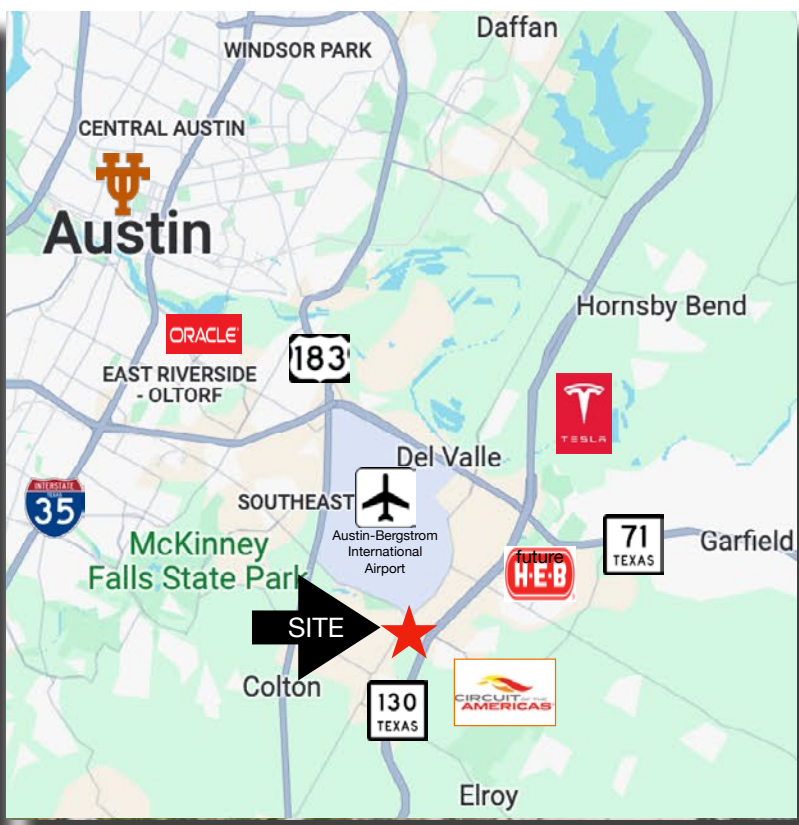 Daffan
WINDSOR PARK
CENTRAL AUSTIN
Austin
Hornsby Bend
ORACLE
183
EAST RIVERSIDE
- OLTORF
TESLA
Del Valle
INTERSTATE
TEXAS
35
SOUTHEAST
Austin-Bergstrom
International
Airport
71
TEXAS
Garfield
McKinney
Falls State Park
future
H-E-B
SITE
Colton
130
TEXAS
CIRCUIT OF THE
AMERICAS
Elroy